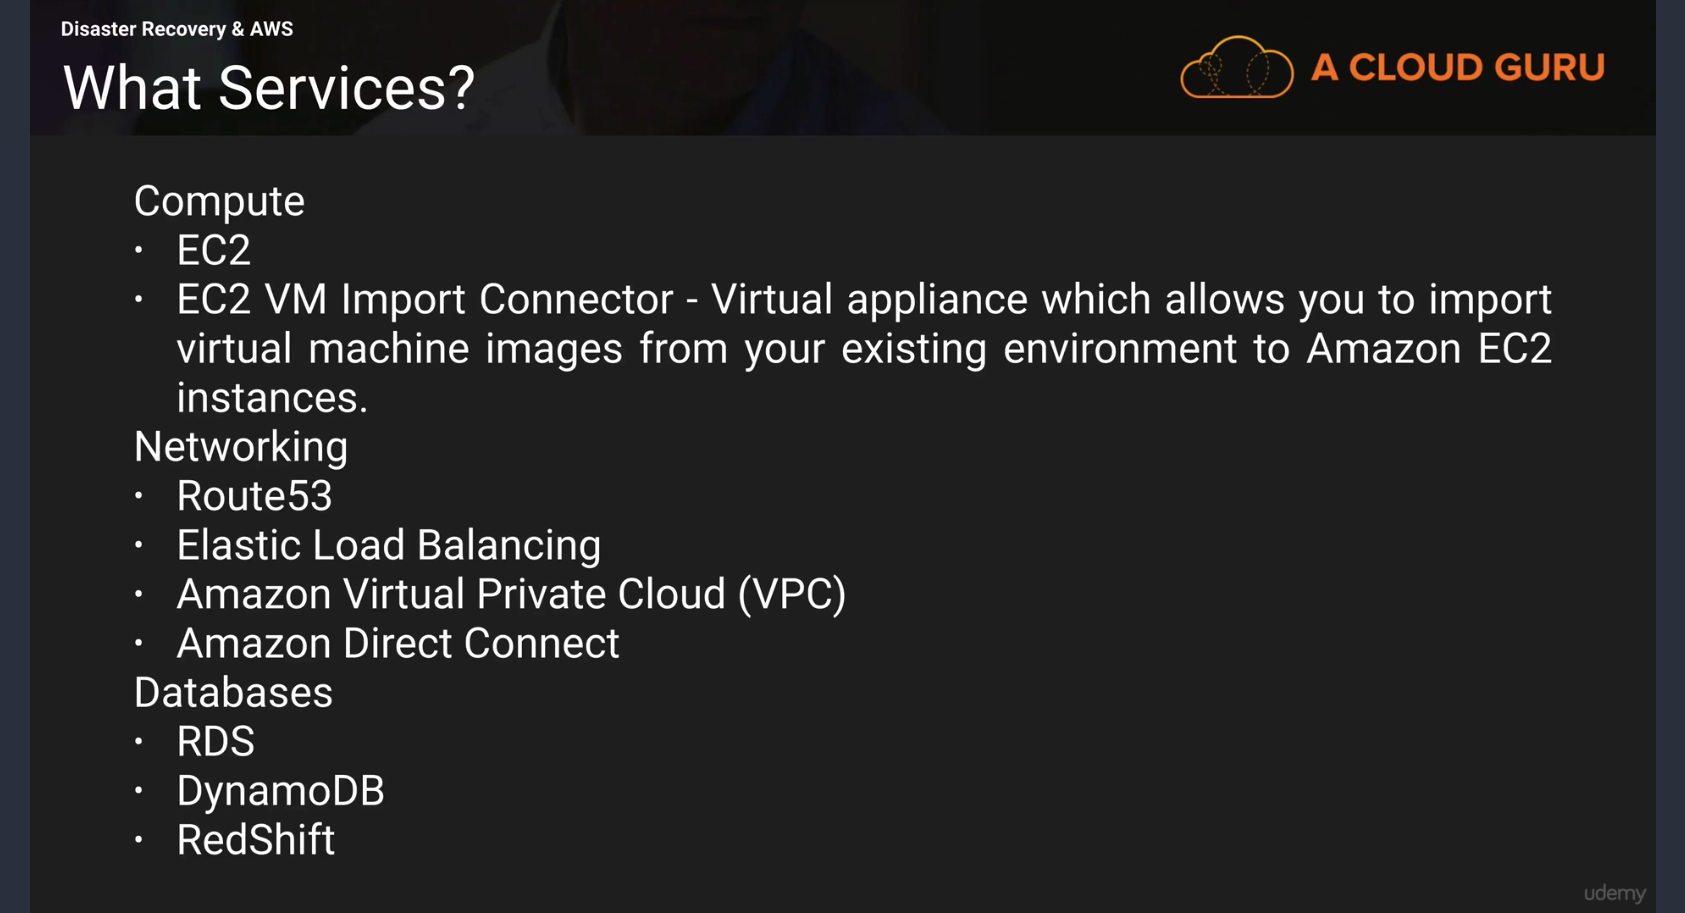 Disaster Recovery & AWS
What Services?
A CLOUD GURU
Compute
• EC2
• EC2 VM Import Connector - Virtual appliance which allows you to import
virtual machine images from your existing environment to Amazon EC2
instances.
Networking
• Route53
• Elastic Load Balancing
• Amazon Virtual Private Cloud (VPC)
• Amazon Direct Connect
Databases
• RDS
• DynamoDB
• RedShift
udemy